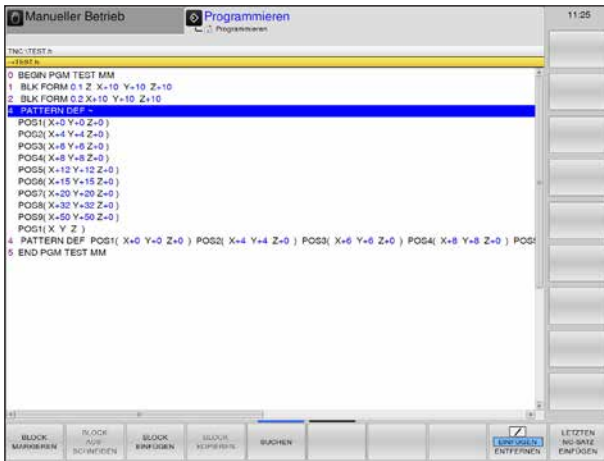 Manueller Betrieb
Programmieren
Programmieren
11:25
TNC:\TEST.h
→TEST.h
0 BEGIN PGM TEST MM
1 BLK FORM 0.1 Z X+10 Y+10 Z+10
2 BLK FORM 0.2 X+10 Y+10 Z+10
4 PATTERN DEF ~
POS1( X+0 Y+0 Z+0 )
POS2( X+4 Y+4 Z+0 )
POS3( X+6 Y+6 Z+0 )
POS4( X+8 Y+8 Z+0 )
POS5( X+12 Y+12 Z+0 )
POS6( X+15 Y+15 Z+0 )
POS7( X+20 Y+20 Z+0 )
POS8( X+32 Y+32 Z+0 )
POS9( X+50 Y+50 Z+0 )
POS1( X Y Z )
4 PATTERN DEF POS1( X+0 Y+0 Z+0 ) POS2( X+4 Y+4 Z+0 ) POS3( X+6 Y+6 Z+0 ) POS4( X+8 Y+8 Z+0 ) POS5
5 END PGM TEST MM
BLOCK MARKIEREN
BLOCK AUS- SCHNEIDEN
BLOCK EINFÜGEN
BLOCK KOPIEREN
SUCHEN
EINFÜGEN ENTFERNEN
LETZTEN NC-SATZ EINFÜGEN